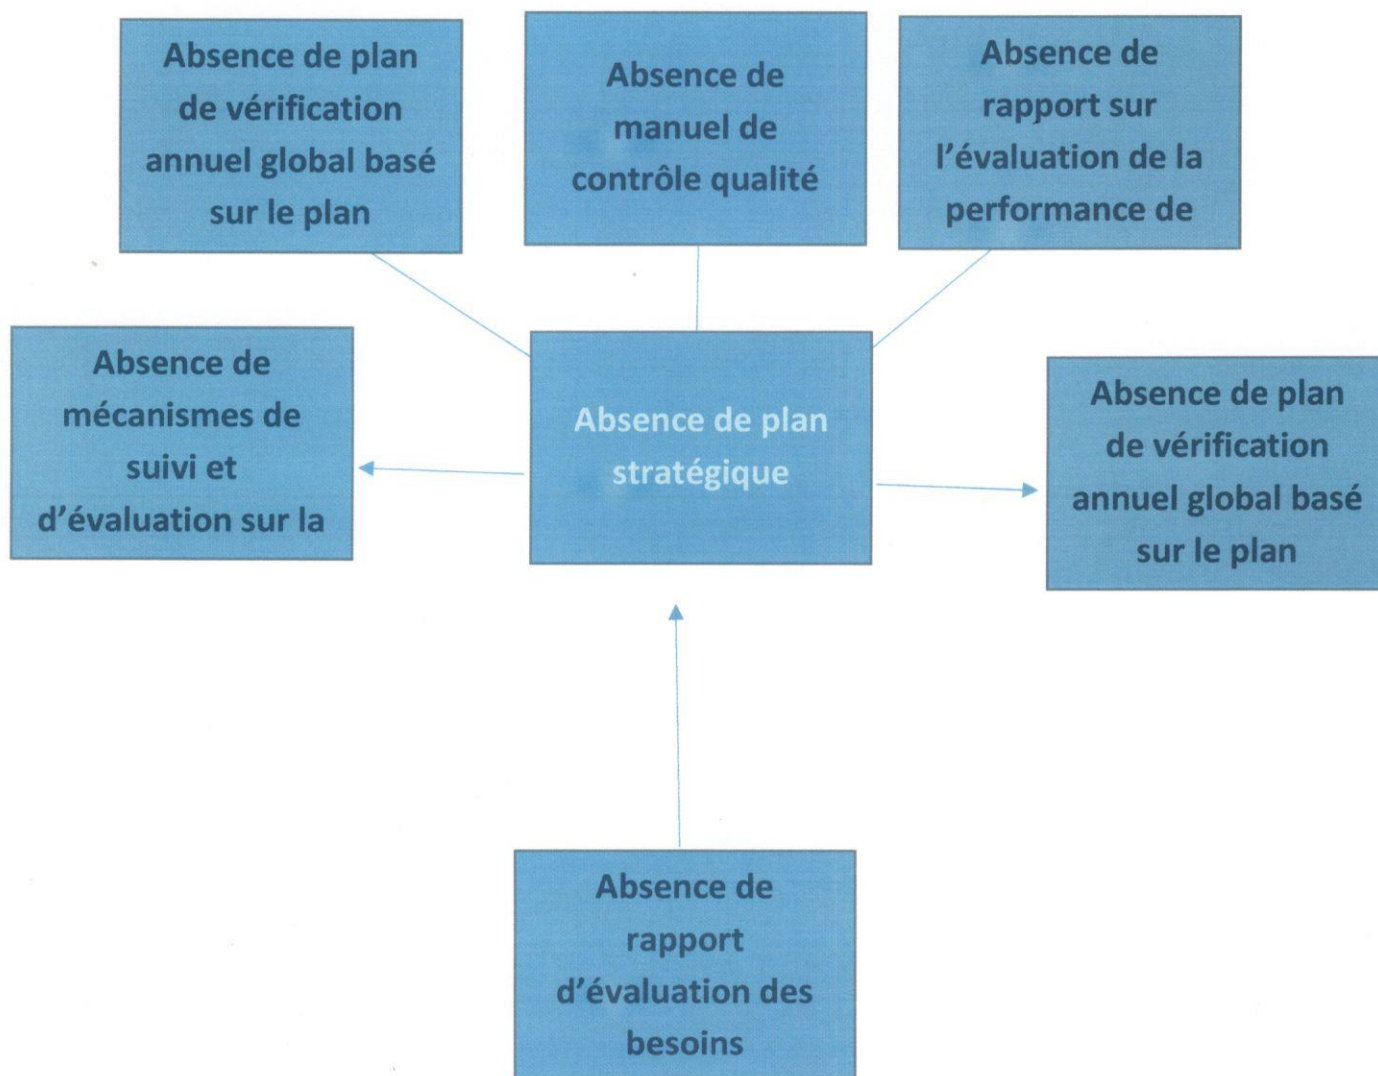 Absence de plan
de vérification
annuel global basé
sur le plan
Absence de
manuel de
contrôle qualité
Absence de
rapport sur
l’évaluation de la
performance de
Absence de
mécanismes de
suivi et
d’évaluation sur la
Absence de plan
stratégique
Absence de plan
de vérification
annuel global basé
sur le plan
Absence de
rapport
d’évaluation des
besoins